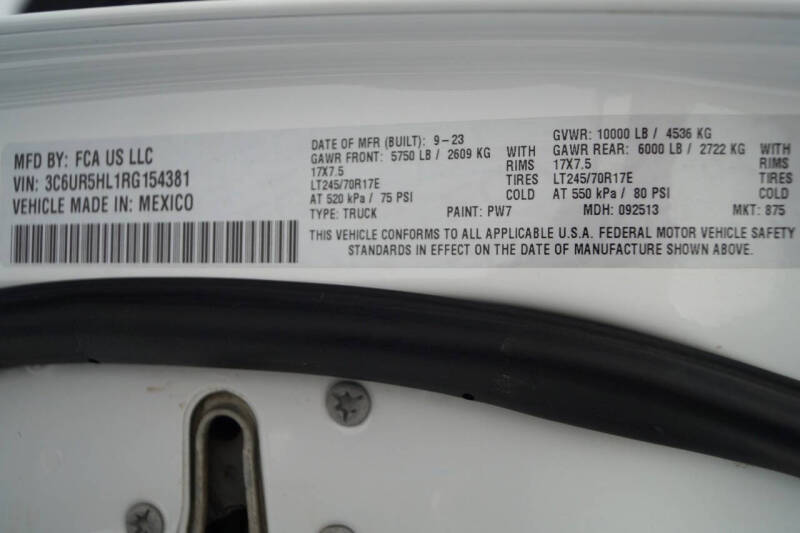 MFD BY: FCA US LLC
VIN: 3C6UR5HL1RG154381
VEHICLE MADE IN: MEXICO
DATE OF MFR (BUILT): 9-23 GVWR: 10000 LB / 4536 KG
GAWR FRONT: 5750 LB / 2609 KG WITH GAWR REAR: 6000 LB / 2722 KG WITH
17X7.5 RIMS 17X7.5 RIMS
LT245/70R17E TIRES LT245/70R17E TIRES
AT 520 kPa / 75 PSI COLD AT 550 kPa / 80 PSI COLD
TYPE: TRUCK PAINT: PW7 MDH: 092513 MKT: 875
THIS VEHICLE CONFORMS TO ALL APPLICABLE U.S.A. FEDERAL MOTOR VEHICLE SAFETY
STANDARDS IN EFFECT ON THE DATE OF MANUFACTURE SHOWN ABOVE.